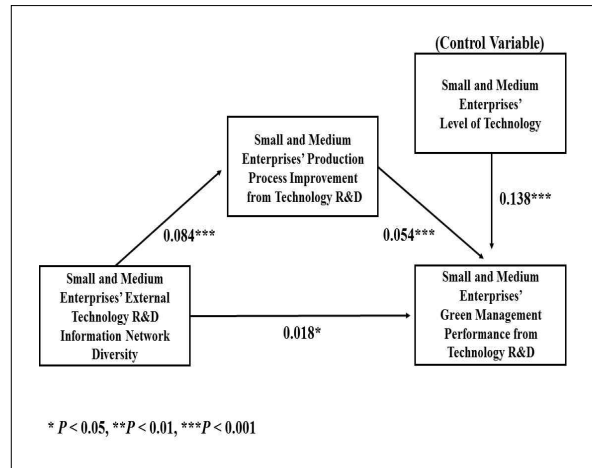 (Control Variable)
Small and Medium
Enterprises'
Level of Technology
Small and Medium
Enterprises' Production
Process Improvement
from Technology R&D
0.138***
0.084***
0.054***
Small and Medium
Enterprises' External
Technology R&D
Information Network
Diversity
Small and Medium
Enterprises'
Green Management
Performance from
Technology R&D
0.018*
* P < 0.05, **P < 0.01, ***P < 0.001